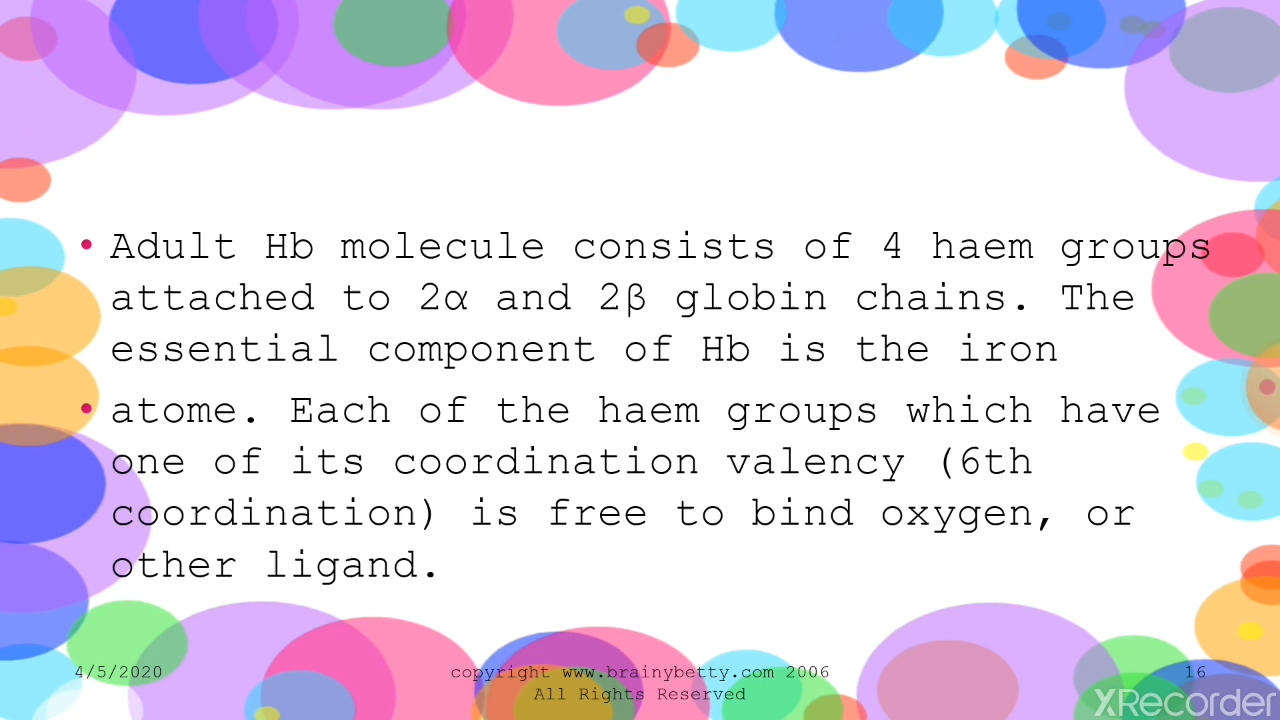 • Adult Hb molecule consists of 4 haem groups
attached to 2α and 2β globin chains. The
essential component of Hb is the iron
• atome. Each of the haem groups which have
one of its coordination valency (6th
coordination) is free to bind oxygen, or
other ligand.
4/5/2020
copyright www.brainybetty.com 2006
All Rights Reserved
16
XRecorder